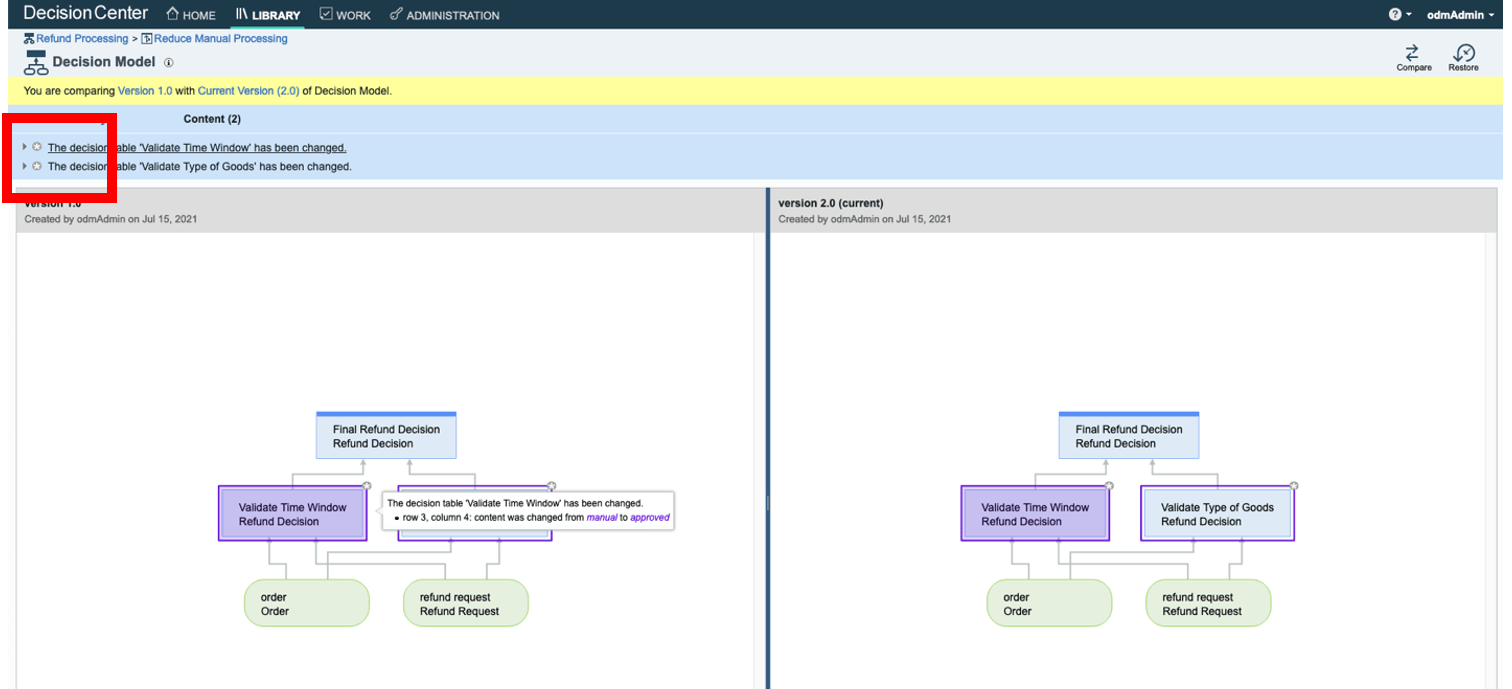 Decision Center HOME LIBRARY WORK ADMINISTRATION ? odmAdmin
Refund Processing > Reduce Manual Processing
Decision Model
Compare Restore
You are comparing Version 1.0 with Current Version (2.0) of Decision Model.
Content (2)
The decision table 'Validate Time Window' has been changed.
The decision table 'Validate Type of Goods' has been changed.
version 1.0
Created by odmAdmin on Jul 15, 2021
version 2.0 (current)
Created by odmAdmin on Jul 15, 2021
Final Refund Decision
Refund Decision
Validate Time Window
Refund Decision
The decision table 'Validate Time Window' has been changed.
• row 3, column 4: content was changed from manual to approved
order
Order
refund request
Refund Request
Final Refund Decision
Refund Decision
Validate Time Window
Refund Decision
Validate Type of Goods
Refund Decision
order
Order
refund request
Refund Request